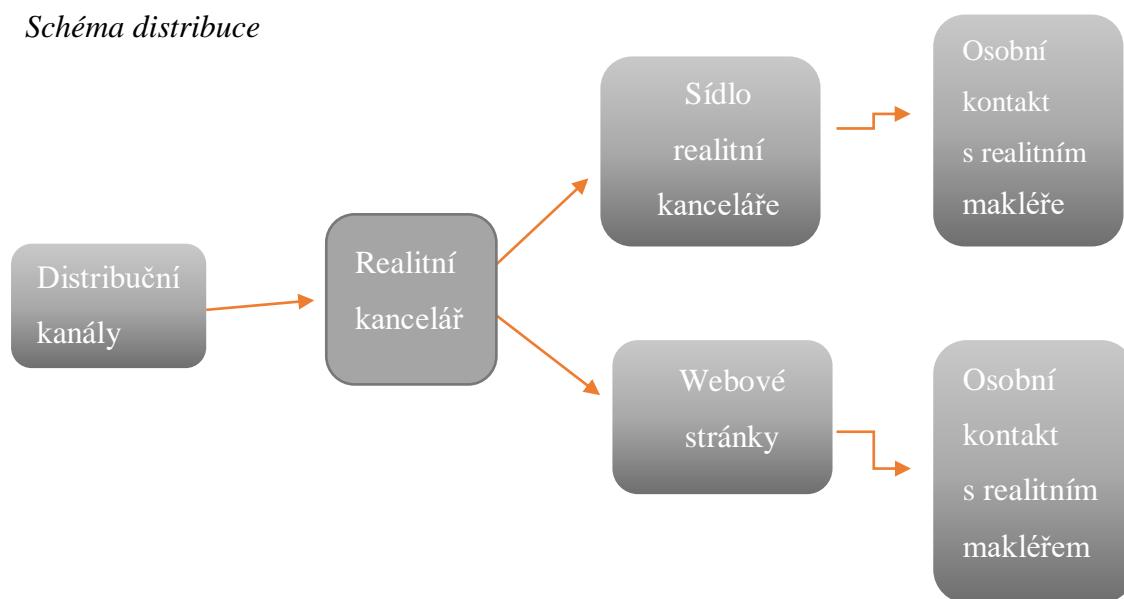 Schéma distribuce
Distribuční
kanály
Realitní
kancelář
Sídlo
realitní
kanceláře
Osobní
kontakt
s realitním
makléře
Webové
stránky
Osobní
kontakt
s realitním
makléřem